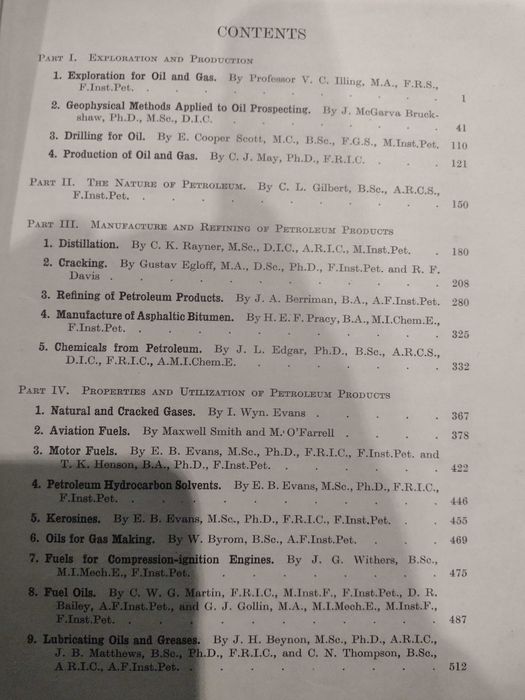 CONTENTS
PART I. EXPLORATION AND PRODUCTION
1. Exploration for Oil and Gas. By Professor V. C. Illing, M.A., F.R.S.,
F.Inst.Pet. . . . . . . . . . 1
2. Geophysical Methods Applied to Oil Prospecting. By J. McGarva Bruck-
shaw, Ph.D., M.Sc., D.I.C. . . . . . . . 41
3. Drilling for Oil. By E. Cooper Scott, M.C., B.Sc., F.G.S., M.Inst.Pet. 110
4. Production of Oil and Gas. By C. J. May, Ph.D., F.R.I.C. . . . 121
PART II. THE NATURE OF PETROLEUM. By C. L. Gilbert, B.Sc., A.R.C.S.,
F.Inst.Pet. . . . . . . . . . 150
PART III. MANUFACTURE AND REFINING OF PETROLEUM PRODUCTS
1. Distillation. By C. K. Rayner, M.Sc., D.I.C., A.R.I.C., M.Inst.Pet. . 180
2. Cracking. By Gustav Egloff, M.A., D.Sc., Ph.D., F.Inst.Pet. and R. F.
Davis . . . . . . . . . . 208
3. Refining of Petroleum Products. By J. A. Berriman, B.A., A.F.Inst.Pet. 280
4. Manufacture of Asphaltic Bitumen. By H. E. F. Pracy, B.A., M.I.Chem.E.,
F.Inst.Pet. . . . . . . . . . 325
5. Chemicals from Petroleum. By J. L. Edgar, Ph.D., B.Sc., A.R.C.S.,
D.I.C., F.R.I.C., A.M.I.Chem.E. . . . . . . 332
PART IV. PROPERTIES AND UTILIZATION OF PETROLEUM PRODUCTS
1. Natural and Cracked Gases. By I. Wyn. Evans . . . . . 367
2. Aviation Fuels. By Maxwell Smith and M. O'Farrell . . . . 378
3. Motor Fuels. By E. B. Evans, M.Sc., Ph.D., F.R.I.C., F.Inst.Pet. and
T. K. Henson, B.A., Ph.D., F.Inst.Pet. . . . . . . 422
4. Petroleum Hydrocarbon Solvents. By E. B. Evans, M.Sc., Ph.D., F.R.I.C.,
F.Inst.Pet. . . . . . . . . . 446
5. Kerosines. By E. B. Evans, M.Sc., Ph.D., F.R.I.C., F.Inst.Pet. . . 455
6. Oils for Gas Making. By W. Byrom, B.Sc., A.F.Inst.Pet. . . . 469
7. Fuels for Compression-ignition Engines. By J. G. Withers, B.Sc.,
M.I.Mech.E., F.Inst.Pet. . . . . . . . . 475
8. Fuel Oils. By C. W. G. Martin, F.R.I.C., M.Inst.F., F.Inst.Pet., D. R.
Bailey, A.F.Inst.Pet., and G. J. Gollin, M.A., M.I.Mech.E., M.Inst.F.,
F.Inst.Pet. . . . . . . . . . 487
9. Lubricating Oils and Greases. By J. H. Beynon, M.Sc., Ph.D., A.R.I.C.,
J. B. Matthews, B.Sc., Ph.D., F.R.I.C., and C. N. Thompson, B.Sc.,
A.R.I.C., A.F.Inst.Pet. . . . . . . . . 512